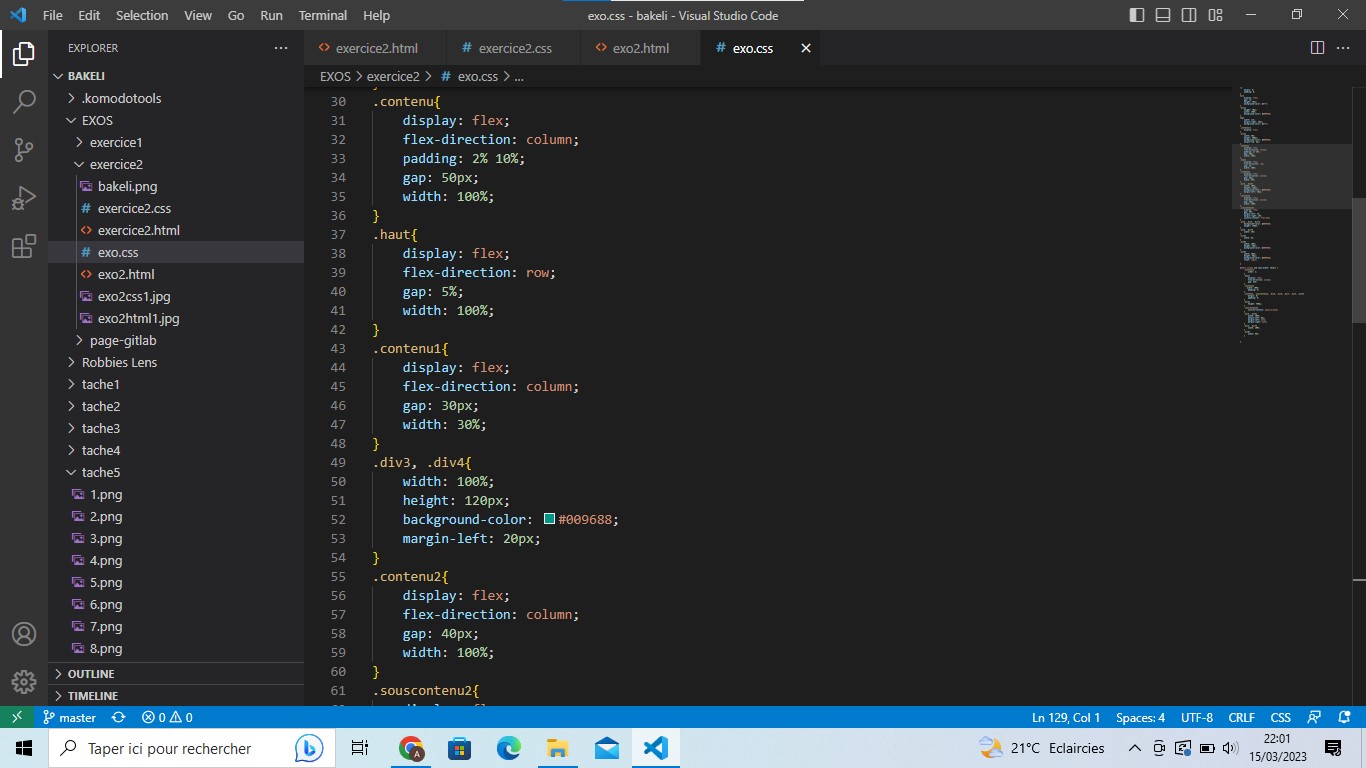 File Edit Selection View Go Run Terminal Help
exo.css - bakeli - Visual Studio Code
EXPLORER
BAKELI
.komodotools
EXOS
exercice1
exercice2
bakeli.png
exercice2.css
exercice2.html
exo.css
exo2.html
exo2css1.jpg
exo2html1.jpg
page-gitlab
Robbies Lens
tache1
tache2
tache3
tache4
tache5
1.png
2.png
3.png
4.png
5.png
6.png
7.png
8.png
OUTLINE
TIMELINE
exercice2.html # exercice2.css exo2.html # exo.css
EXOS > exercice2 > # exo.css > ...
30 .contenu{
31 display: flex;
32 flex-direction: column;
33 padding: 2% 10%;
34 gap: 50px;
35 width: 100%;
36 }
37 .haut{
38 display: flex;
39 flex-direction: row;
40 gap: 5%;
41 width: 100%;
42 }
43 .contenu1{
44 display: flex;
45 flex-direction: column;
46 gap: 30px;
47 width: 30%;
48 }
49 .div3, .div4{
50 width: 100%;
51 height: 120px;
52 background-color: #009688;
53 margin-left: 20px;
54 }
55 .contenu2{
56 display: flex;
57 flex-direction: column;
58 gap: 40px;
59 width: 100%;
60 }
61 .souscontenu2{
master 0 0 Ln 129, Col 1 Spaces: 4 UTF-8 CRLF CSS
Taper ici pour rechercher
A
21°C Eclaircies
22:01
15/03/2023